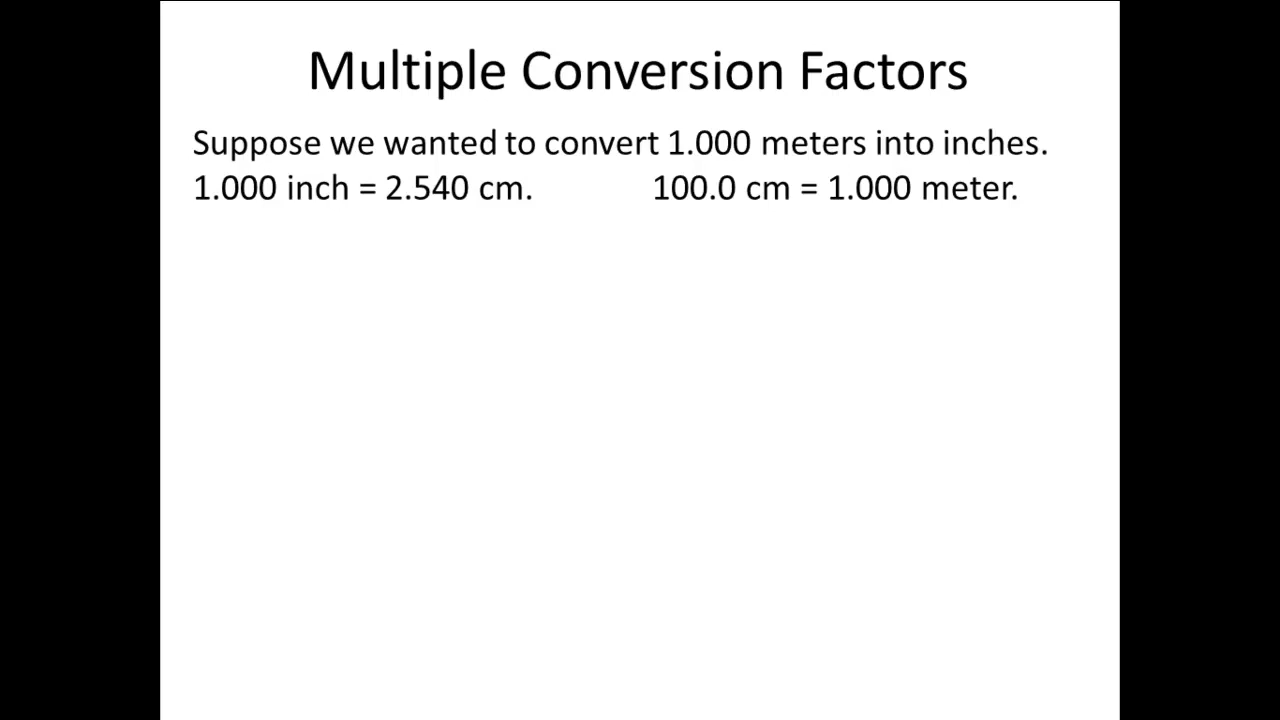 Multiple Conversion Factors
Suppose we wanted to convert 1.000 meters into inches.
1.000 inch = 2.540 cm. 100.0 cm = 1.000 meter.